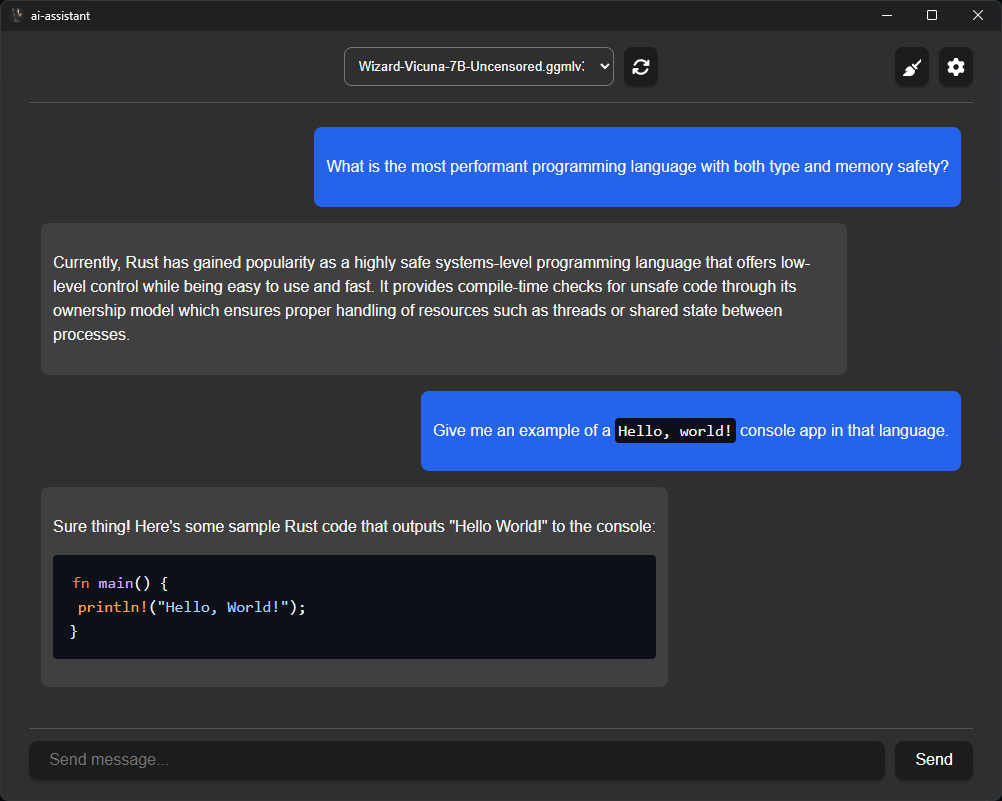 ai-assistant
Wizard-Vicuna-7B-Uncensored.ggmlv3
What is the most performant programming language with both type and memory safety?
Currently, Rust has gained popularity as a highly safe systems-level programming language that offers low-
level control while being easy to use and fast. It provides compile-time checks for unsafe code through its
ownership model which ensures proper handling of resources such as threads or shared state between
processes.
Give me an example of a Hello, world! console app in that language.
Sure thing! Here's some sample Rust code that outputs "Hello World!" to the console:
fn main() {
println!("Hello, World!");
}
Send message...
Send